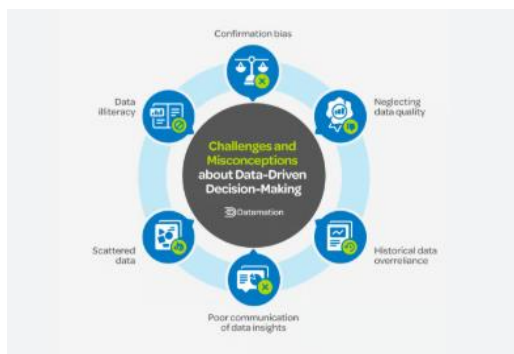 Confirmation bias
Data
illiteracy
Neglecting
data quality
Challenges and
Misconceptions
about Data-Driven
Decision-Making
Datamation
Scattered
data
Historical data
overreliance
Poor communication
of data insights